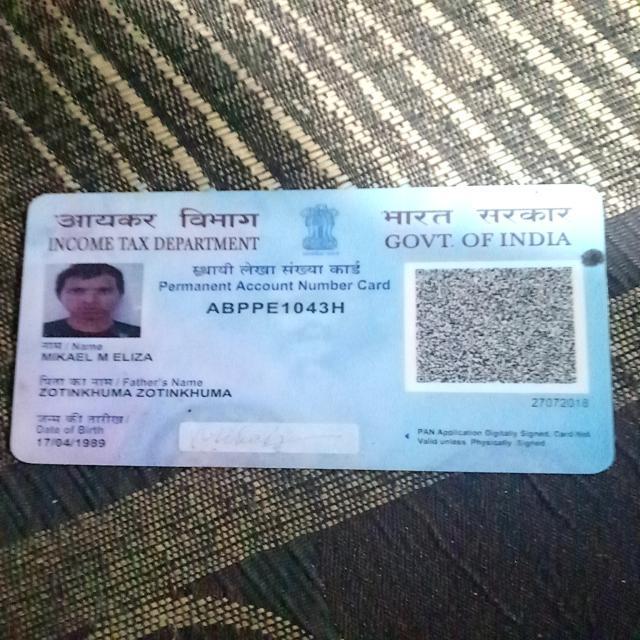 आयकर विभाग
INCOME TAX DEPARTMENT
भारत सरकार
GOVT. OF INDIA
स्थायी लेखा संख्या कार्ड
Permanent Account Number Card
ABPPE1043H
नाम / Name
MIKAEL M ELIZA
पिता का नाम / Father's Name
ZOTINKHUMA ZOTINKHUMA
जन्म की तारीख /
Date of Birth
17/04/1989
27072018
PAN Application Digitally Signed, Card Not
Valid unless Physically Signed